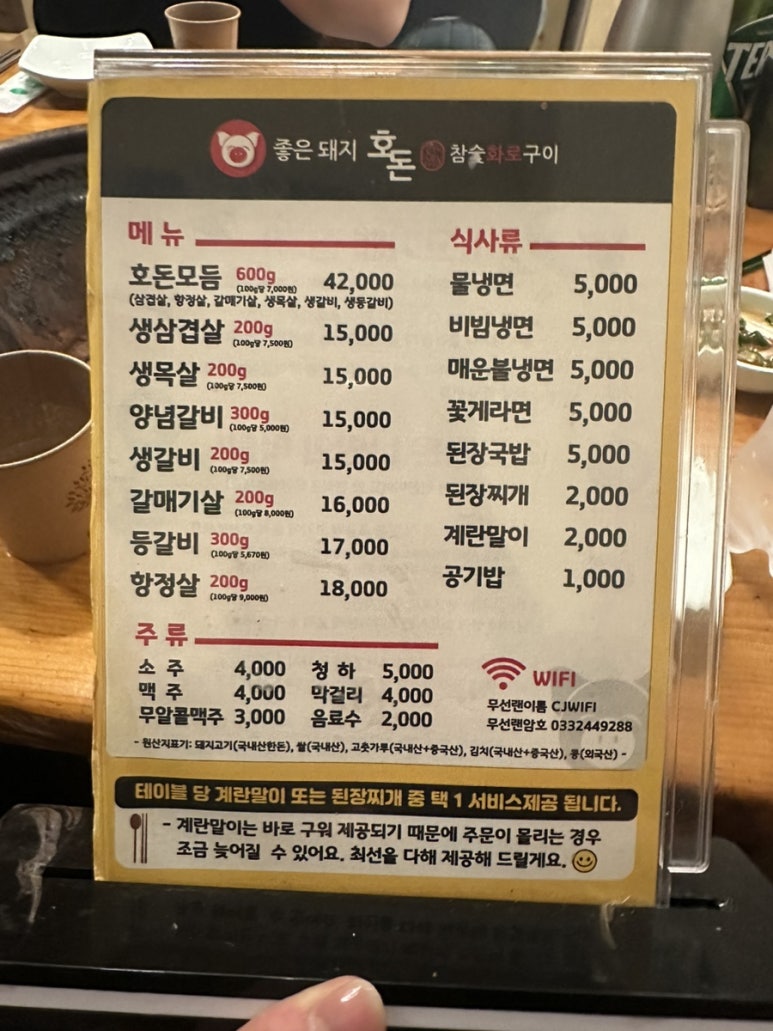 좋은 돼지 호돈 참숯화로구이
메뉴
호돈모듬 600g (100g당 7,000원) 42,000
(삼겹살, 항정살, 갈매기살, 생목살, 생갈비, 생등갈비)
생삼겹살 200g (100g당 7,500원) 15,000
생목살 200g (100g당 7,500원) 15,000
양념갈비 300g (100g당 5,000원) 15,000
생갈비 200g (100g당 7,500원) 15,000
갈매기살 200g (100g당 8,000원) 16,000
등갈비 300g (100g당 5,670원) 17,000
항정살 200g (100g당 9,000원) 18,000
식사류
물냉면 5,000
비빔냉면 5,000
매운불냉면 5,000
꽃게라면 5,000
된장국밥 5,000
된장찌개 2,000
계란말이 2,000
공기밥 1,000
주류
소주 4,000 청하 5,000
맥주 4,000 막걸리 4,000
무알콜맥주 3,000 음료수 2,000
WIFI
무선랜이름 CJWIFI
무선랜암호 0332449288
- 원산지표기: 돼지고기(국내산한돈), 쌀(국내산), 고춧가루(국내산+중국산), 김치(국내산+중국산), 콩(외국산) -
테이블 당 계란말이 또는 된장찌개 중 택 1 서비스제공 됩니다.
- 계란말이는 바로 구워 제공되기 때문에 주문이 몰리는 경우
조금 늦어질 수 있어요. 최선을 다해 제공해 드릴게요.